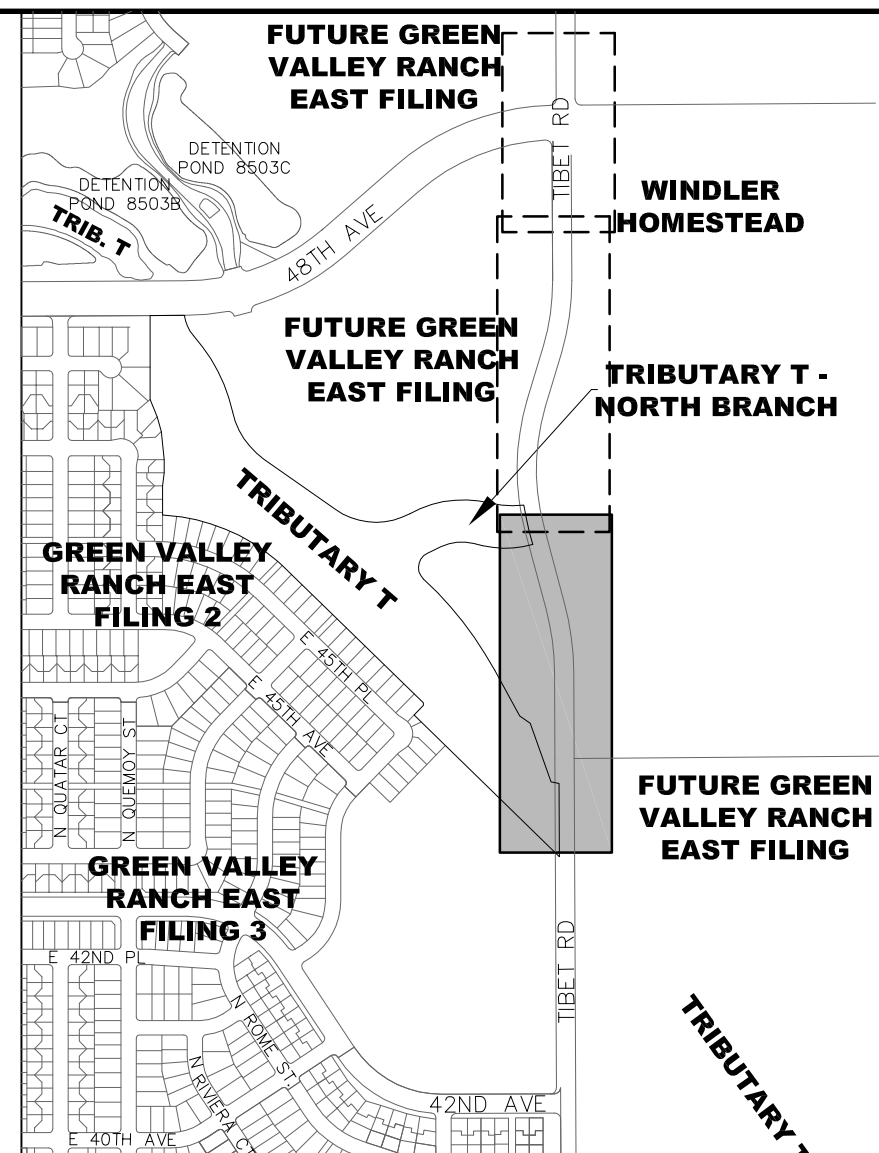 FUTURE GREEN
VALLEY RANCH
EAST FILING
TIBET RD
DETENTION
POND 8503C
DETENTION
POND 8503B
TRIB. T
WINDLER
HOMESTEAD
48TH AVE
FUTURE GREEN
VALLEY RANCH
EAST FILING
TRIBUTARY T -
NORTH BRANCH
TRIBUTARY T
GREEN VALLEY
RANCH EAST
FILING 2
E 45TH PL
E 45TH AVE
N QUATAR CT
N QUEMOY ST
FUTURE GREEN
VALLEY RANCH
EAST FILING
GREEN VALLEY
RANCH EAST
FILING 3
E 42ND PL
TIBET RD
N ROME ST.
N RIVIERA CT
TRIBUTARY T
42ND AVE
E 40TH AVE